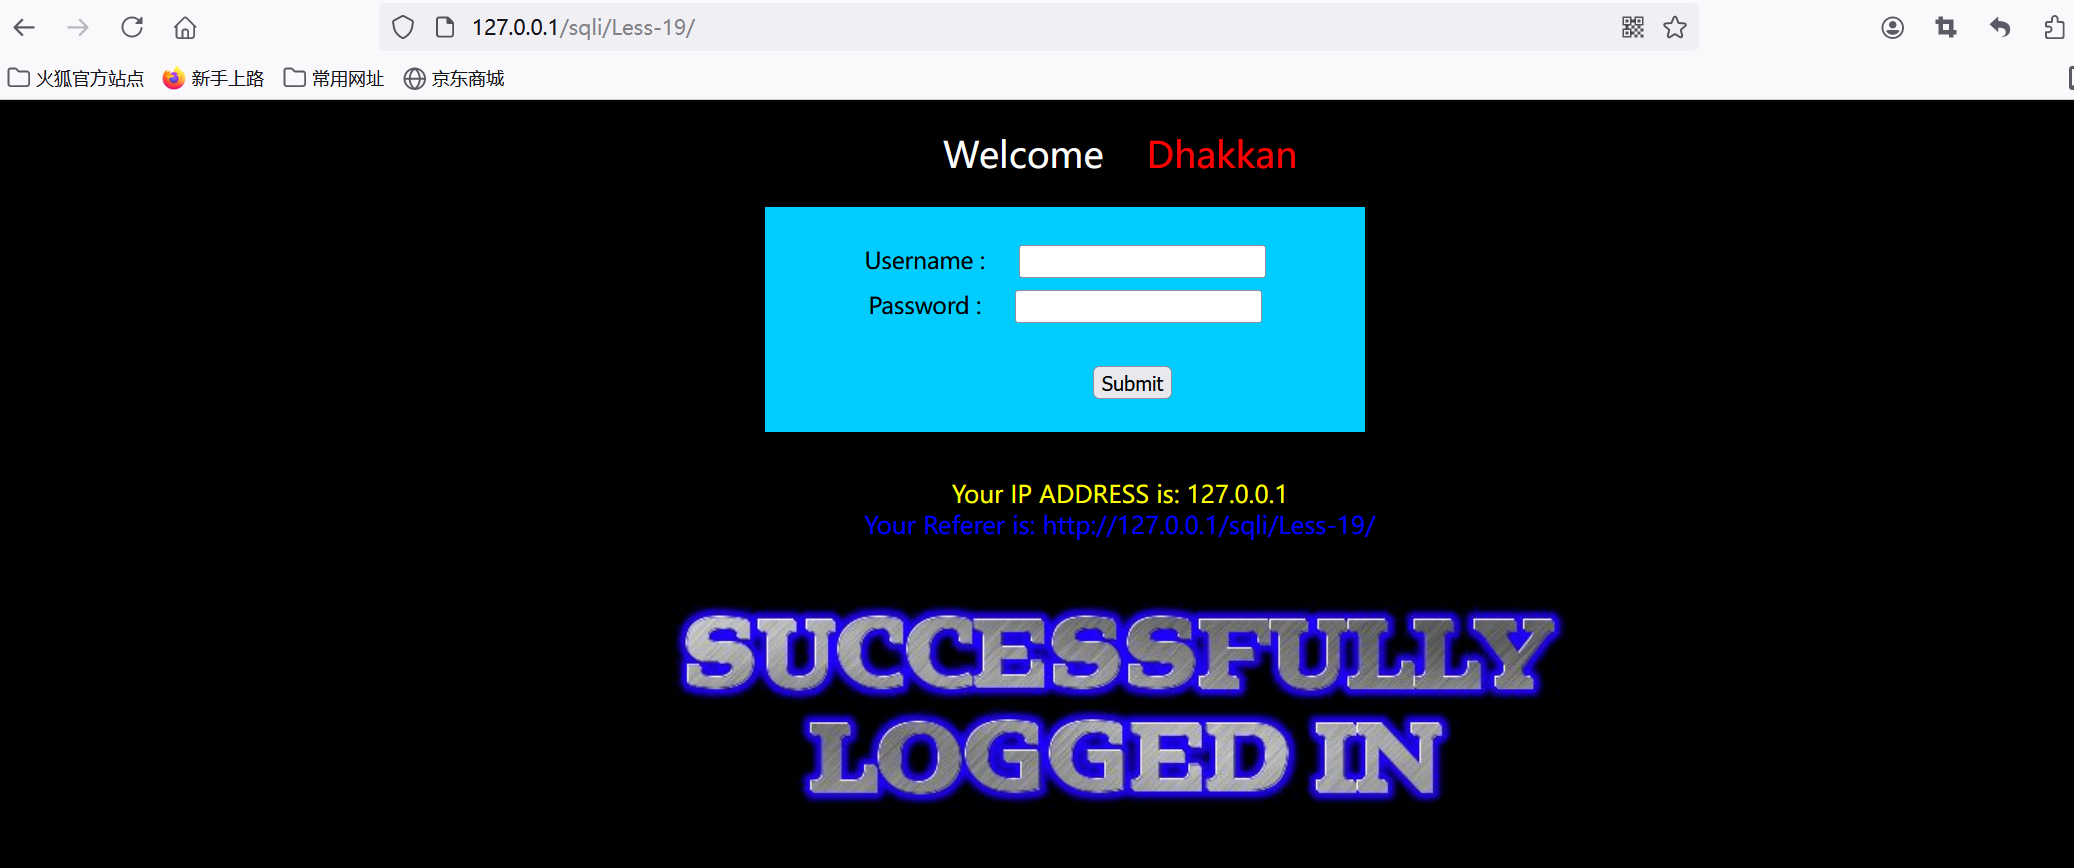 127.0.0.1/sqli/Less-19/
火狐官方站点 新手上路 常用网址 京东商城
Welcome Dhakkan
Username :
Password :
Submit
Your IP ADDRESS is: 127.0.0.1
Your Referer is: http://127.0.0.1/sqli/Less-19/
SUCCESSFULLY
LOGGED IN